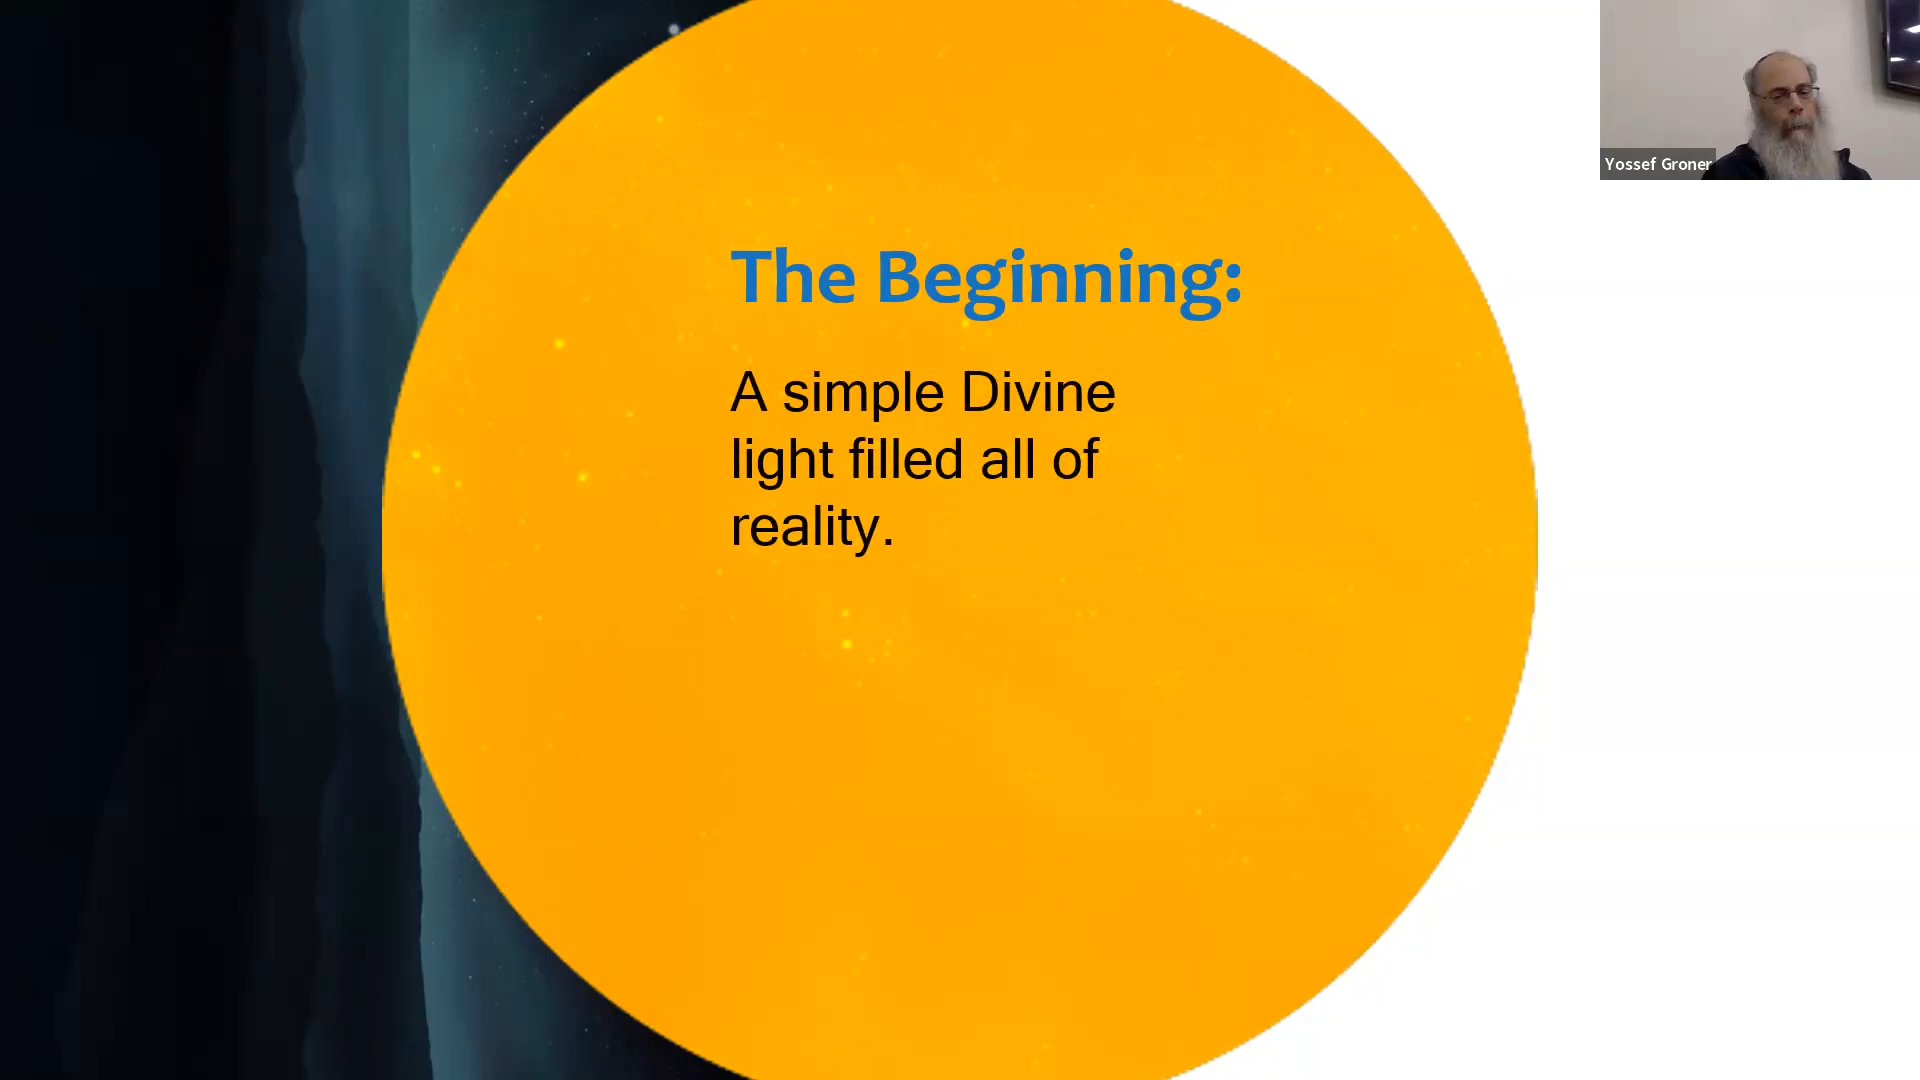 The Beginning:
A simple Divine
light filled all of
reality.
Yossef Groner